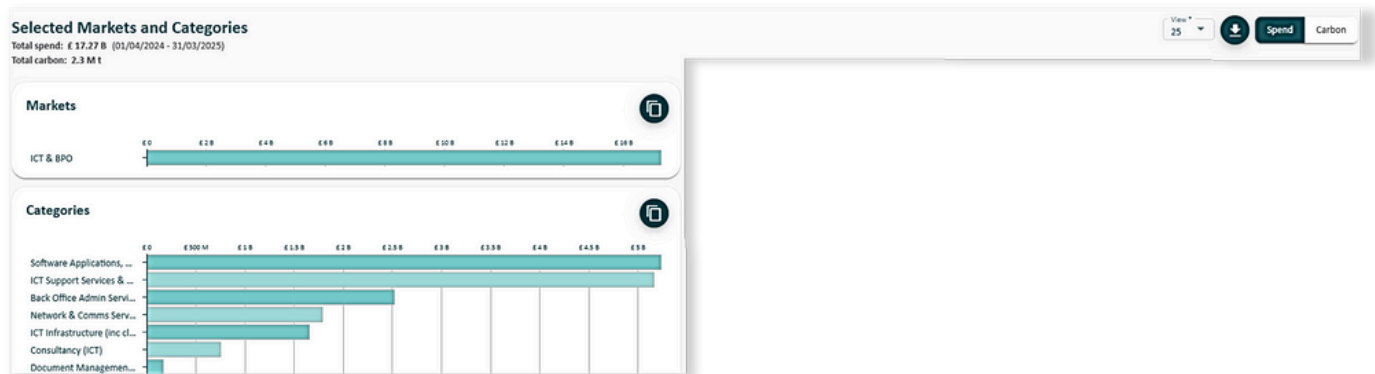 Selected Markets and Categories
Total spend: £ 17.27 B (01/04/2024 - 31/03/2025)
Total carbon: 2.3 M t
View *
25
Spend
Carbon
Markets
£ 0 £ 2 B £ 4 B £ 6 B £ 8 B £ 10 B £ 12 B £ 14 B £ 16 B
ICT & BPO
Categories
£ 0 £ 500 M £ 1 B £ 1.5 B £ 2 B £ 2.5 B £ 3 B £ 3.5 B £ 4 B £ 4.5 B £ 5 B
Software Applications, ...
ICT Support Services & ...
Back Office Admin Servi...
Network & Comms Serv...
ICT Infrastructure (inc cl...
Consultancy (ICT)
Document Managemen...